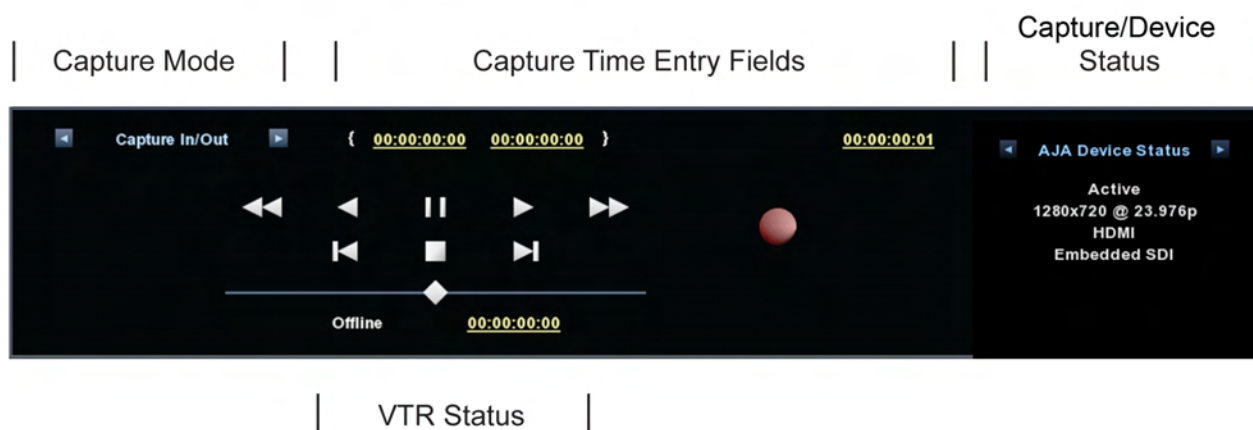 Capture Mode
Capture Time Entry Fields
Capture/Device
Status
Capture In/Out
{ 00:00:00:00 00:00:00:00 }
00:00:00:01
AJA Device Status
Active
1280x720 @ 23.976p
HDMI
Embedded SDI
Offline
00:00:00:00
VTR Status